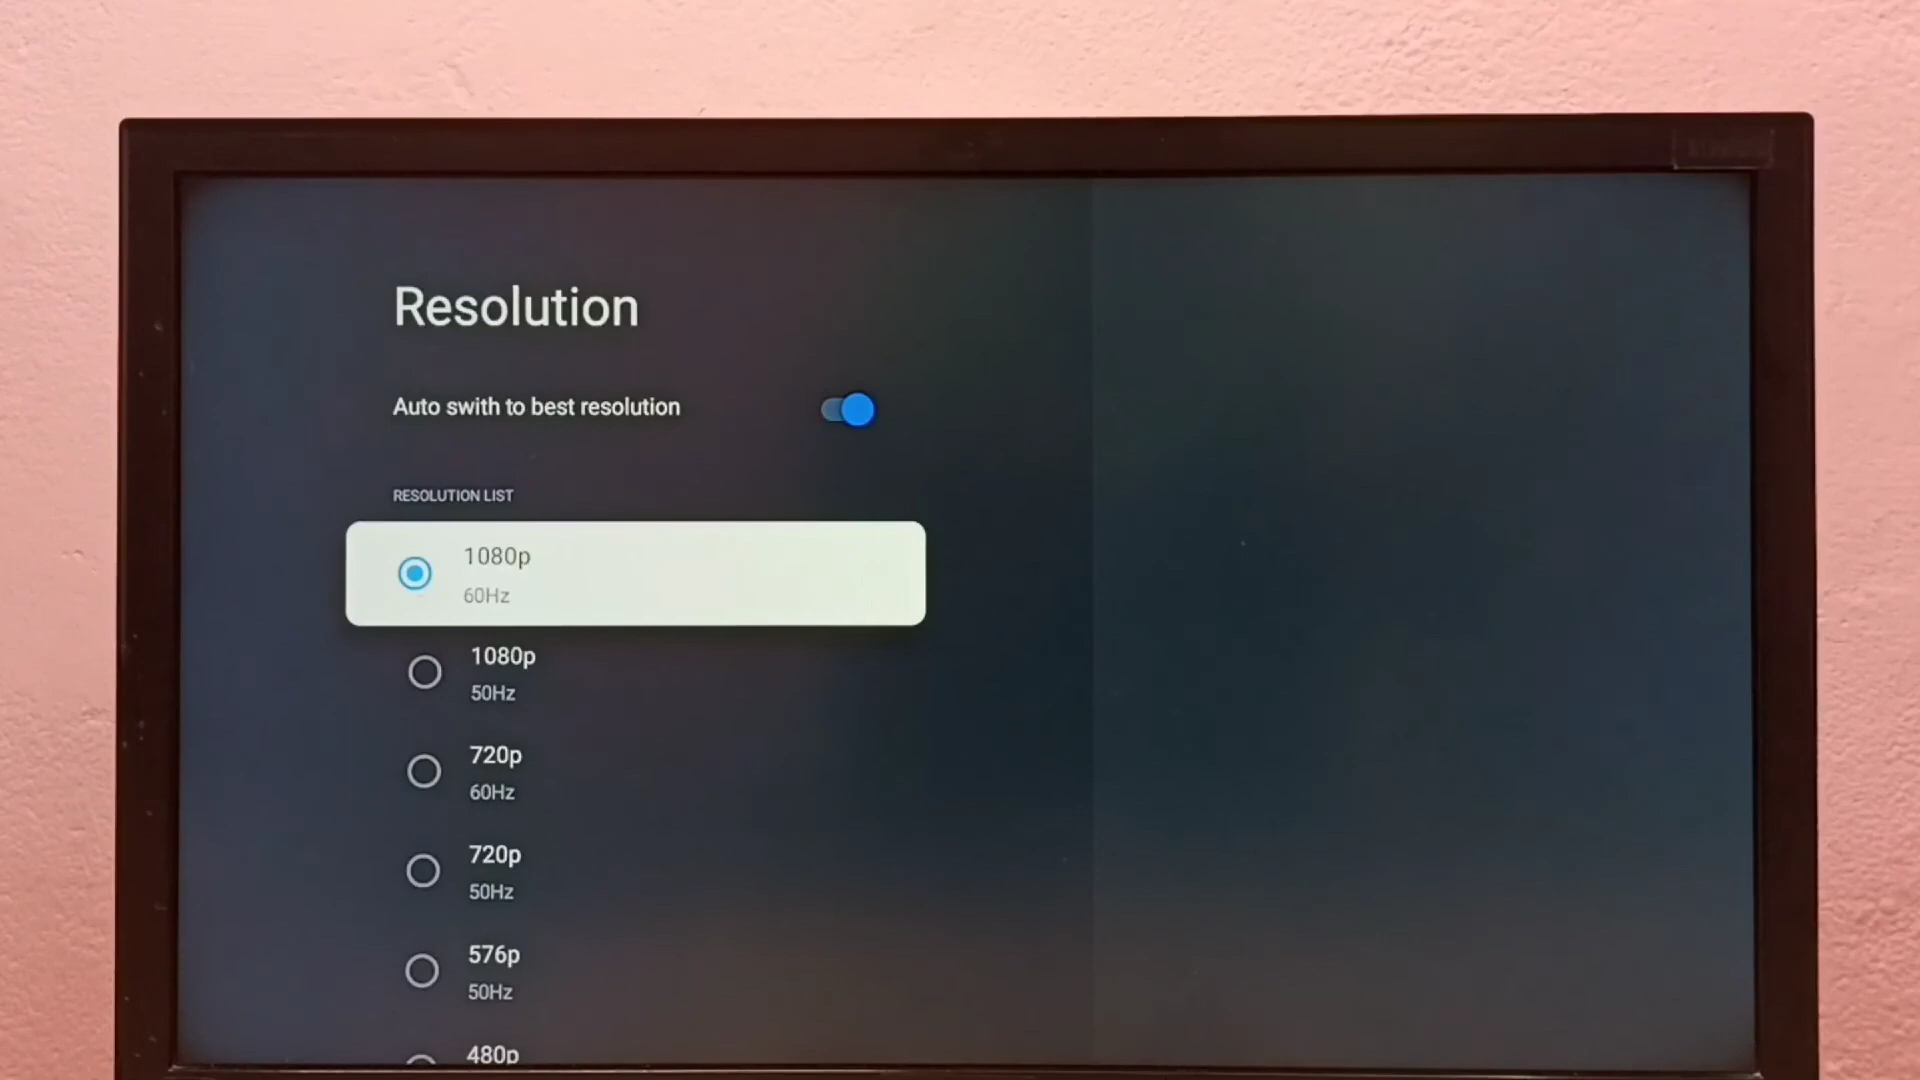 Resolution
Auto swith to best resolution
RESOLUTION LIST
1080p
60Hz
1080p
50Hz
720p
60Hz
720p
50Hz
576p
50Hz
480p